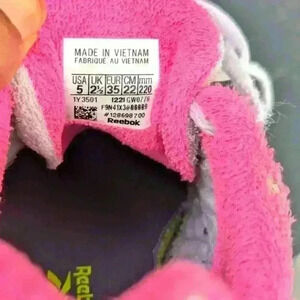 MADE IN VIETNAM
FABRIQUE AU VIETNAM
USA UK EUR CM mm
5 2½ 35 22 220
1Y3501
Reebok
Reebok